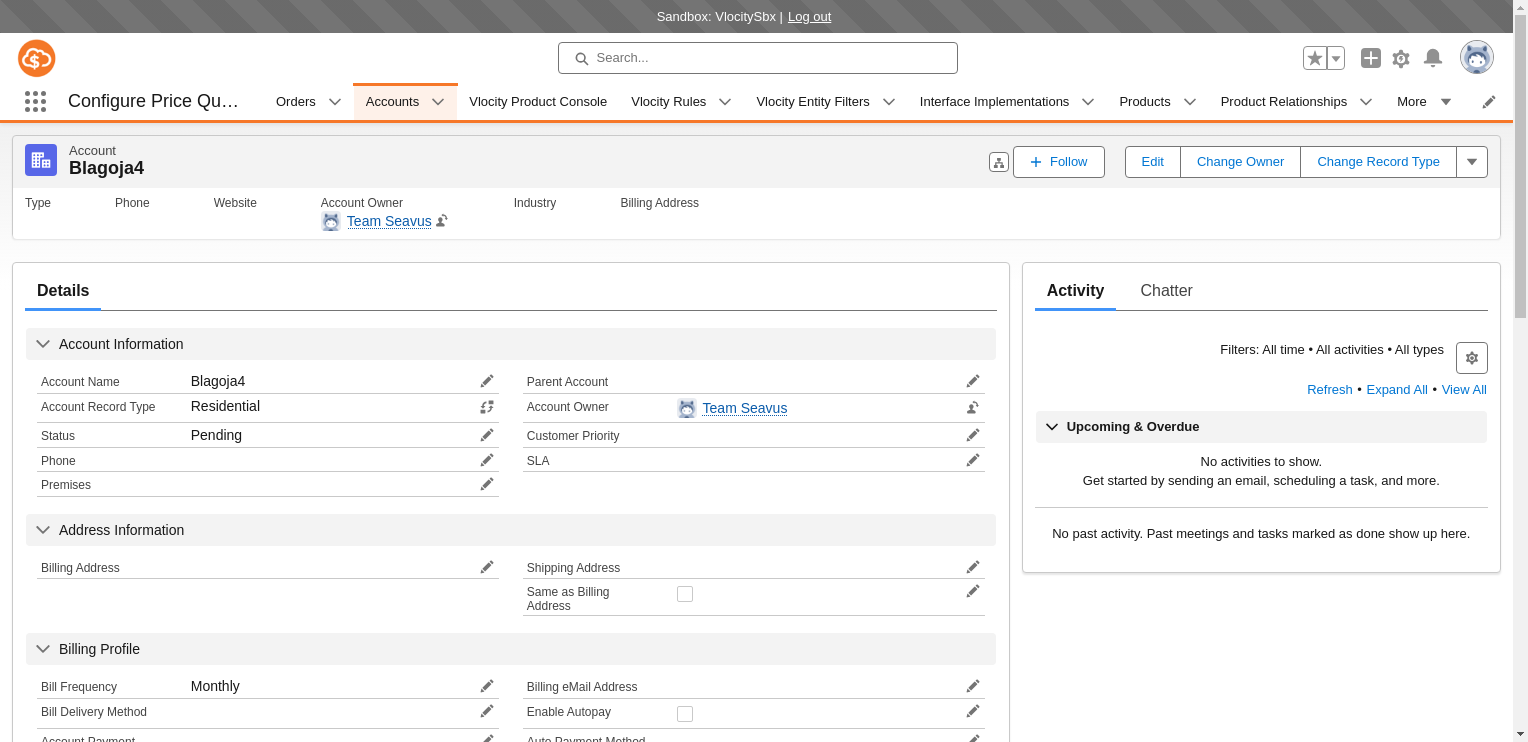 Sandbox: VlocitySbx | Log out
Search...
Configure Price Qu...
Orders
Accounts
Vlocity Product Console
Vlocity Rules
Vlocity Entity Filters
Interface Implementations
Products
Product Relationships
More
Account
Blagoja4
Follow
Edit
Change Owner
Change Record Type
Type
Phone
Website
Account Owner
Industry
Billing Address
Team Seavus
Details
Account Information
Account Name Blagoja4
Parent Account
Account Record Type Residential
Account Owner Team Seavus
Status Pending
Customer Priority
Phone
SLA
Premises
Address Information
Billing Address
Shipping Address
Same as Billing
Address
Billing Profile
Bill Frequency Monthly
Billing eMail Address
Bill Delivery Method
Enable Autopay
Account Payment
Auto Payment Method
Activity
Chatter
Filters: All time • All activities • All types
Refresh • Expand All • View All
Upcoming & Overdue
No activities to show.
Get started by sending an email, scheduling a task, and more.
No past activity. Past meetings and tasks marked as done show up here.